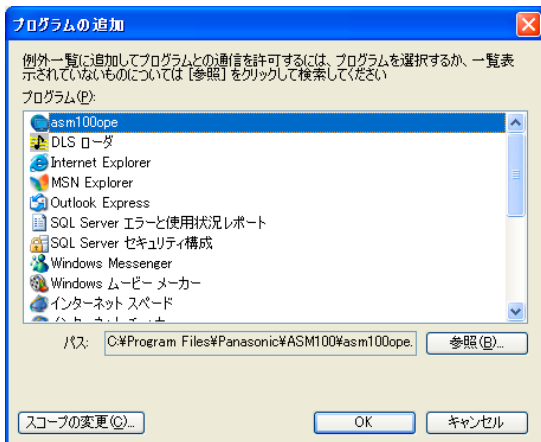 プログラムの追加
例外一覧に追加してプログラムとの通信を許可するには、プログラムを選択するか、一覧表
示されていないものについては [参照] をクリックして検索してください
プログラム(P):
asm100ope
DLS ローダ
Internet Explorer
MSN Explorer
Outlook Express
SQL Server エラーと使用状況レポート
SQL Server セキュリティ構成
Windows Messenger
Windows ムービー メーカー
インターネット スペード
パス: C:¥Program Files¥Panasonic¥ASM100¥asm100ope. 参照(B)...
スコープの変更(C)... OK キャンセル